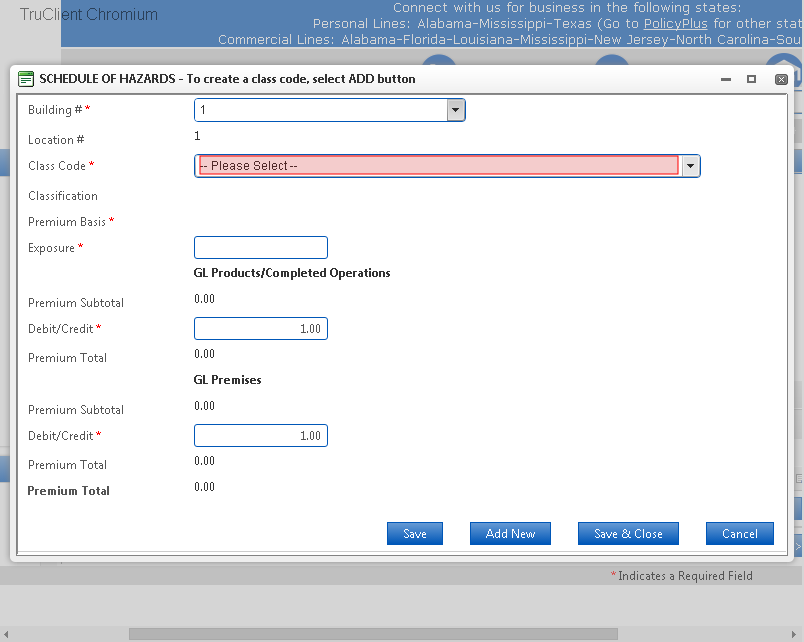 TruClient Chromium
Connect with us for business in the following states:
Personal Lines: Alabama-Mississippi-Texas (Go to PolicyPlus for other stat
Commercial Lines: Alabama-Florida-Louisiana-Mississippi-New Jersey-North Carolina-Sou
SCHEDULE OF HAZARDS - To create a class code, select ADD button
Building # * 1
Location # 1
Class Code * -- Please Select --
Classification
Premium Basis *
Exposure *
GL Products/Completed Operations
Premium Subtotal 0.00
Debit/Credit * 1.00
Premium Total 0.00
GL Premises
Premium Subtotal 0.00
Debit/Credit * 1.00
Premium Total 0.00
Premium Total 0.00
Save Add New Save & Close Cancel
* Indicates a Required Field